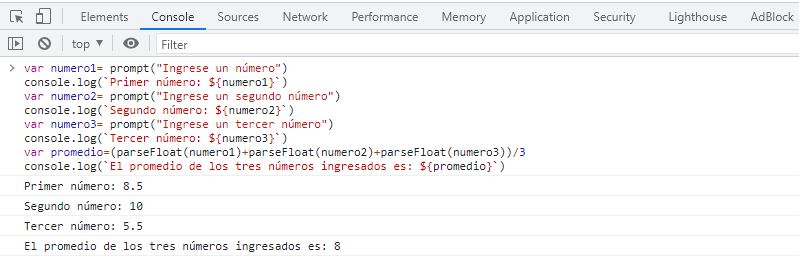 Elements Console Sources Network Performance Memory Application Security Lighthouse AdBlock
top ▾ Filter
> var numero1= prompt("Ingrese un número")
console.log(`Primer número: ${numero1}`)
var numero2= prompt("Ingrese un segundo número")
console.log(`Segundo número: ${numero2}`)
var numero3= prompt("Ingrese un tercer número")
console.log(`Tercer número: ${numero3}`)
var promedio=(parseFloat(numero1)+parseFloat(numero2)+parseFloat(numero3))/3
console.log(`El promedio de los tres números ingresados es: ${promedio}`)
Primer número: 8.5
Segundo número: 10
Tercer número: 5.5
El promedio de los tres números ingresados es: 8